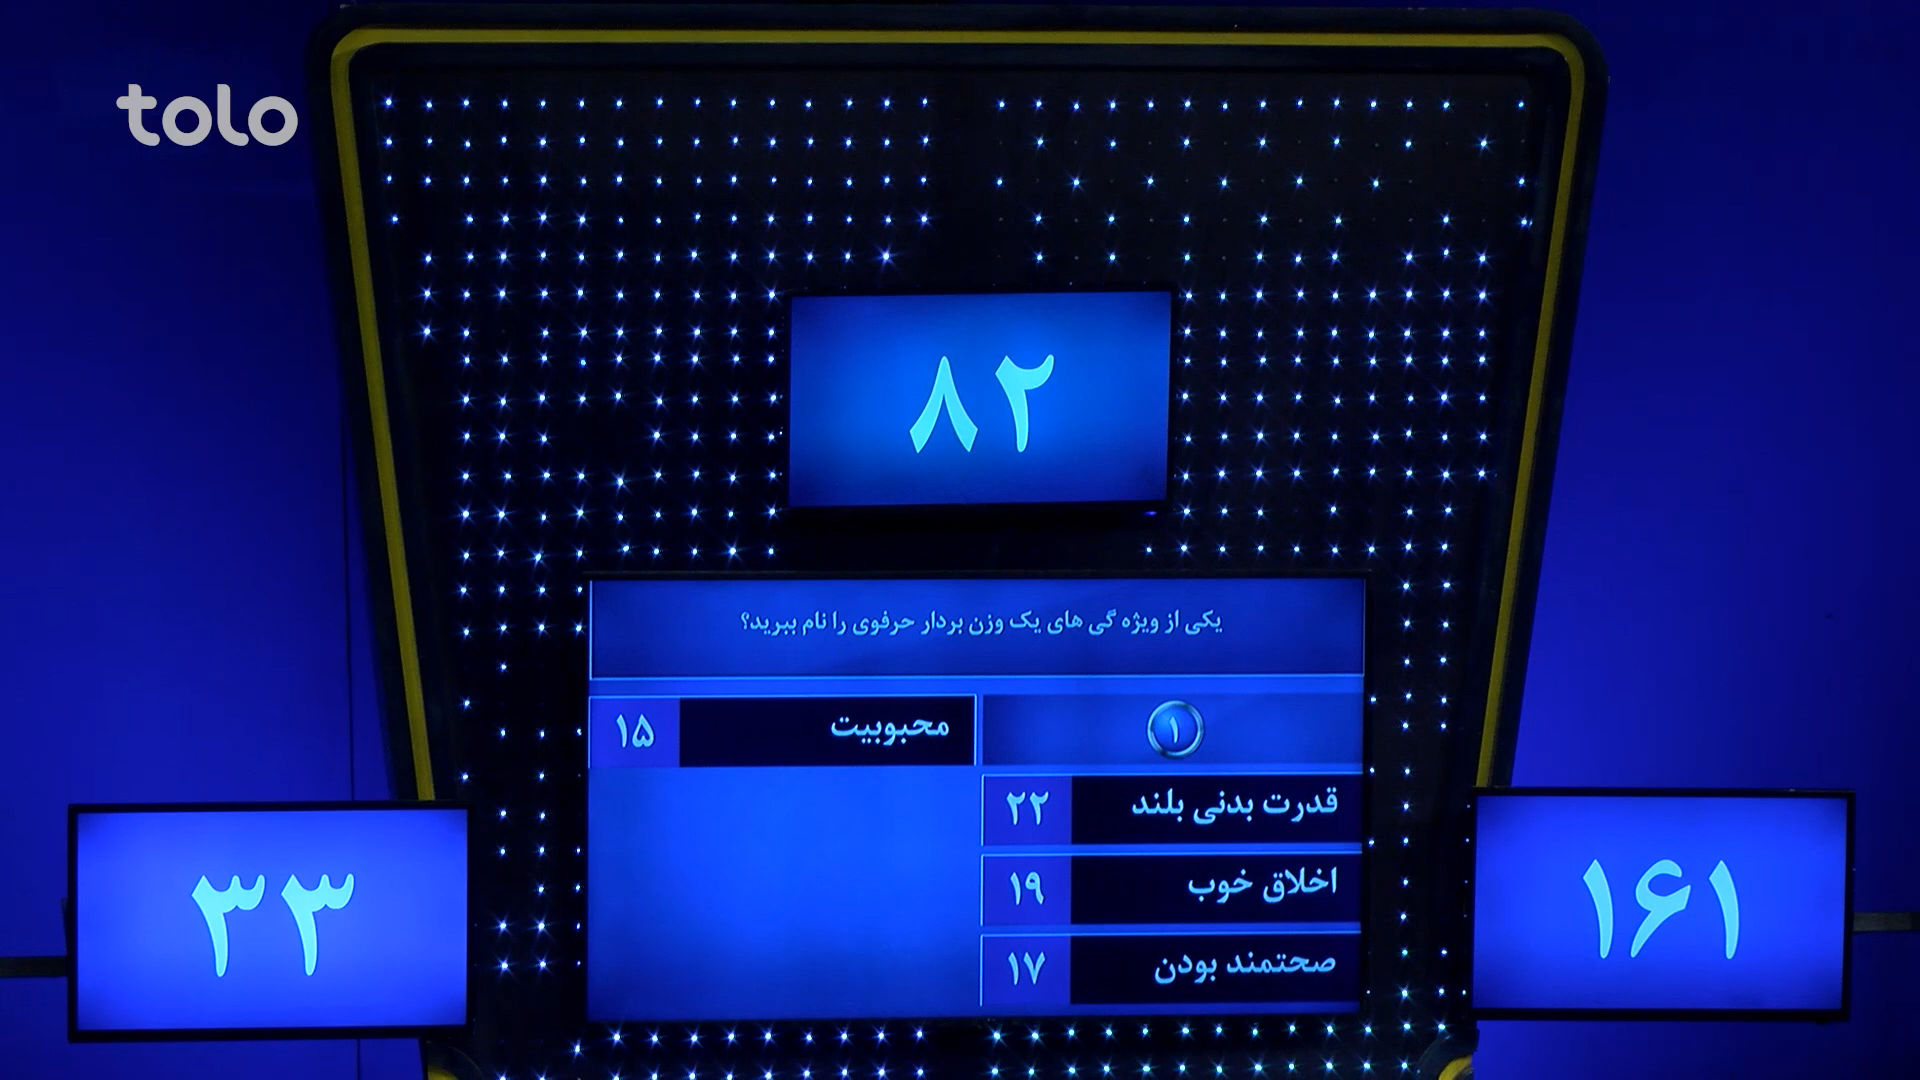 tolo
۸۲
یکی از ویژه گی های یک وزن بردار حرفوی را نام ببرید؟
۱
محبوبیت ۱۵
قدرت بدنی بلند ۲۲
اخلاق خوب ۱۹
صحتمند بودن ۱۷
۱۶۱
۳۳